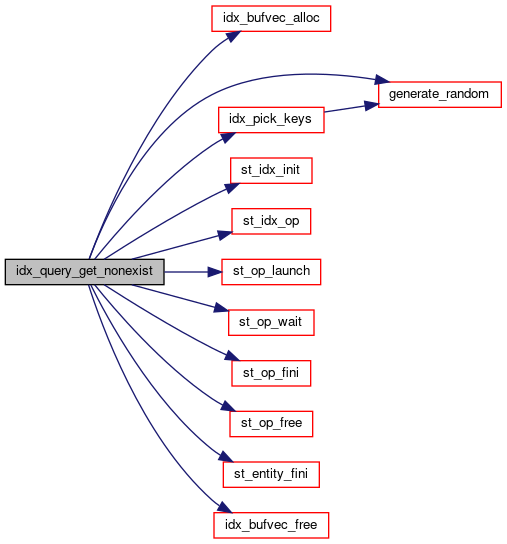 idx_bufvec_alloc
generate_random
idx_pick_keys
st_idx_init
st_idx_op
idx_query_get_nonexist
st_op_launch
st_op_wait
st_op_fini
st_op_free
st_entity_fini
idx_bufvec_free